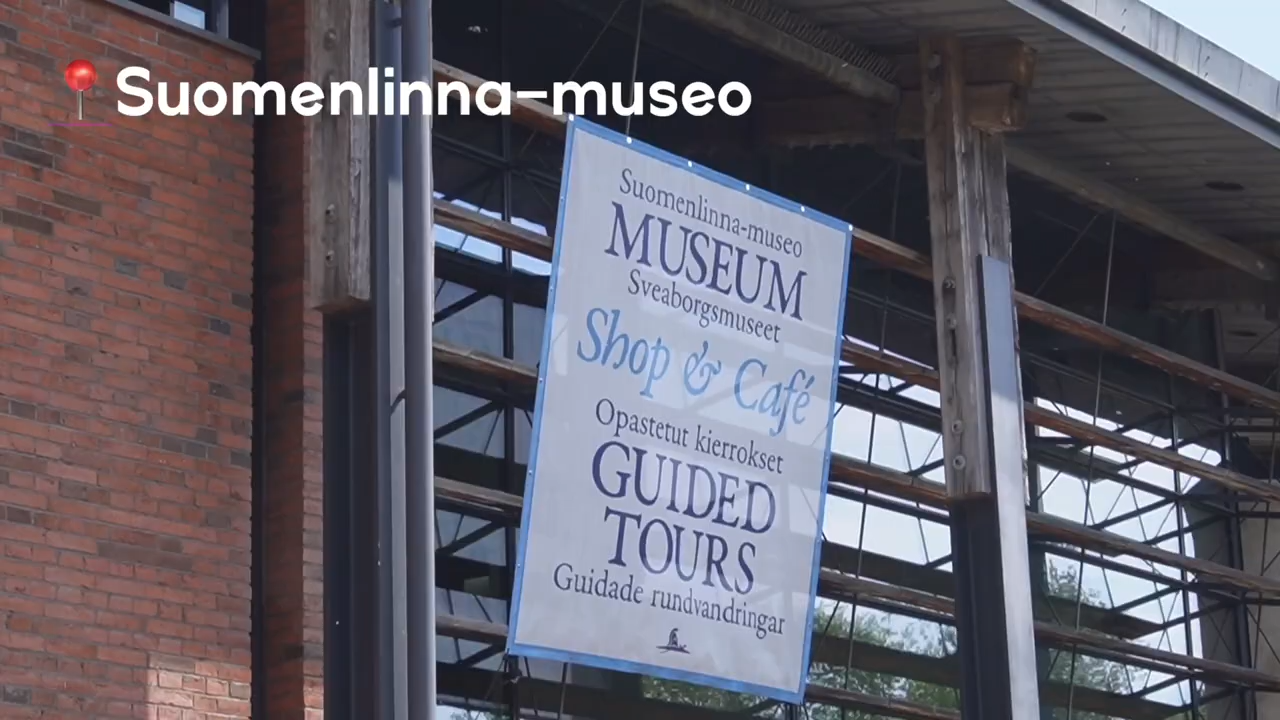 Suomenlinna-museo
Suomenlinna-museo
MUSEUM
Sveaborgsmuseet
Shop & Café
Opastetut kierrokset
GUIDED
TOURS
Guidade rundvandringar